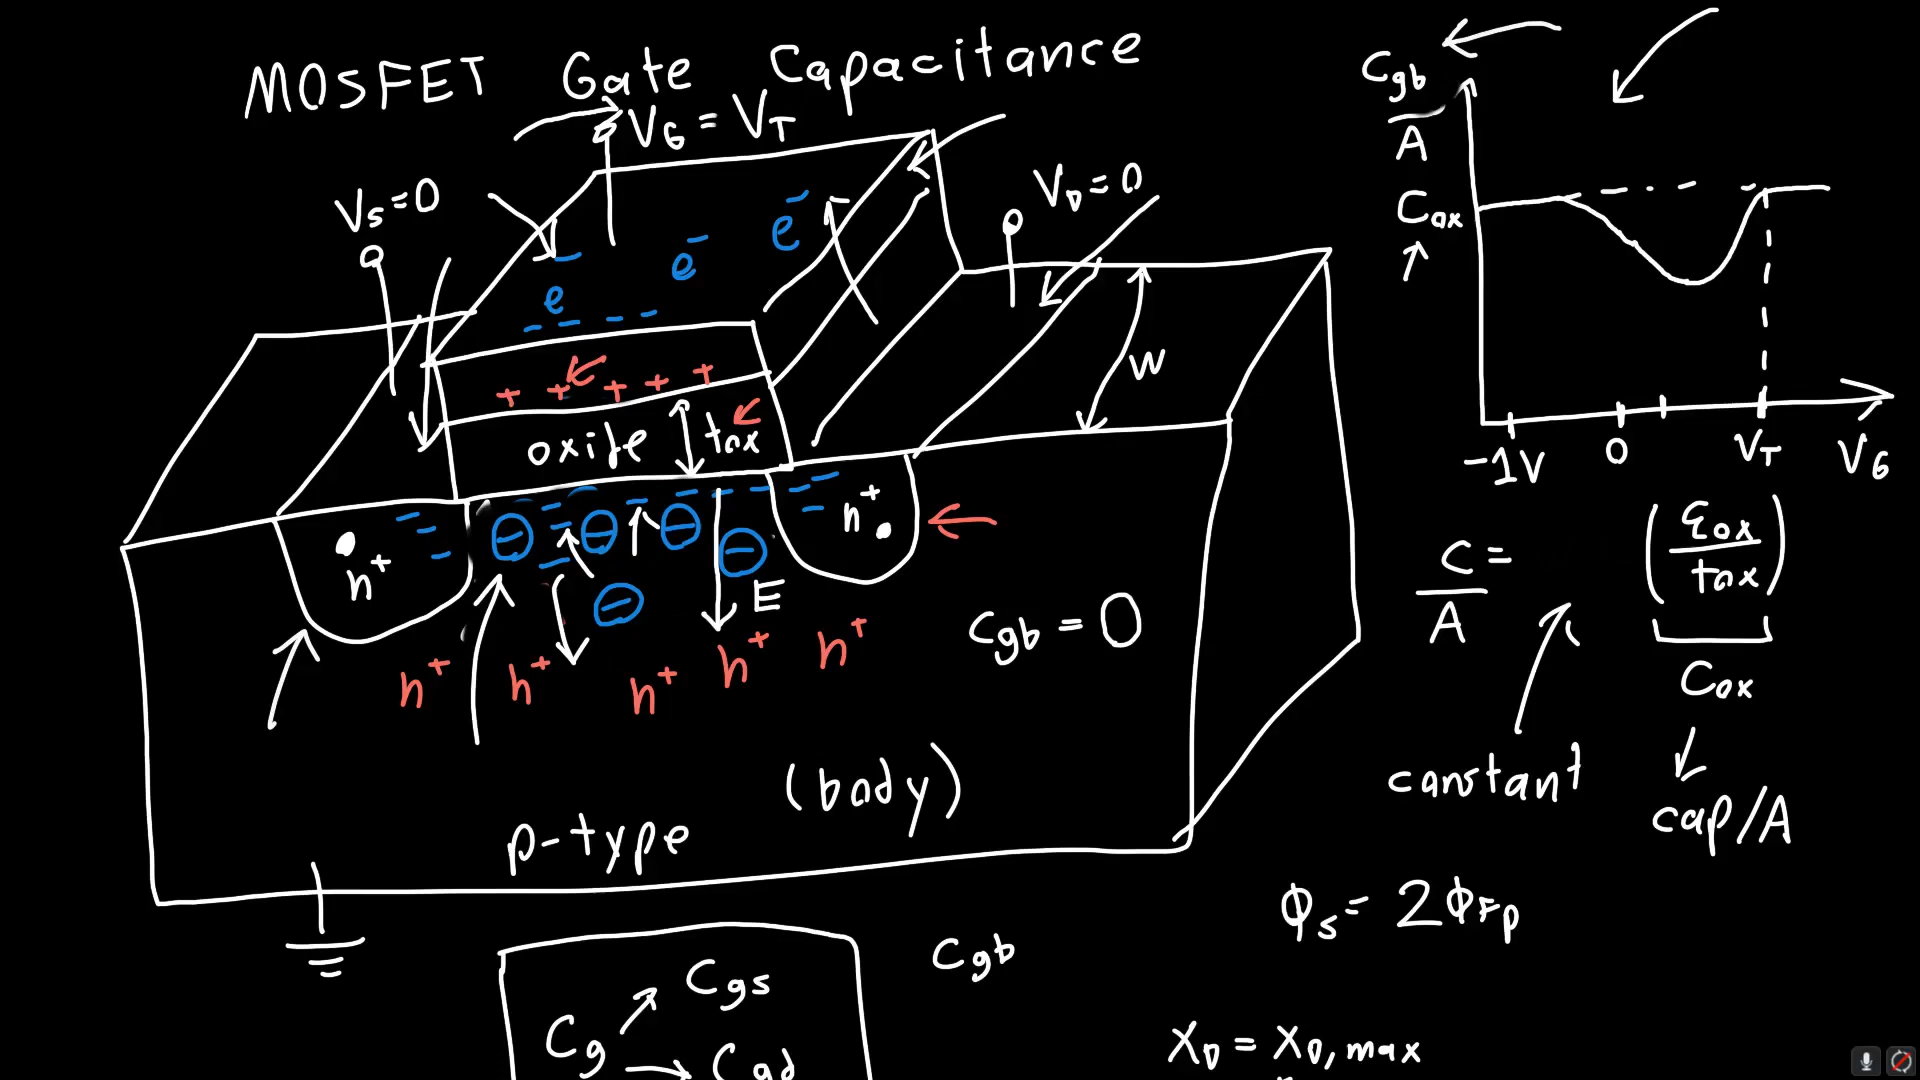 MOSFET Gate Capacitance
V_G = V_T
V_S = 0
V_D = 0
e⁻ e⁻ e⁻
- - - - -
+ + + + +
oxide t_ox
W
n⁺
n⁺
⊖ ⊖ ⊖ ⊖ ⊖
E
h⁺ h⁺ h⁺ h⁺ h⁺
C_gb = 0
(body)
p-type
C_gs
C_g
C_gd
C_gb
C_gb
A
C_ox
-1V 0 V_T V_G
C/A = (ε_ox/t_ox)
C_ox
constant
cap/A
Φ_s = 2Φ_Fp
X_D = X_D,max